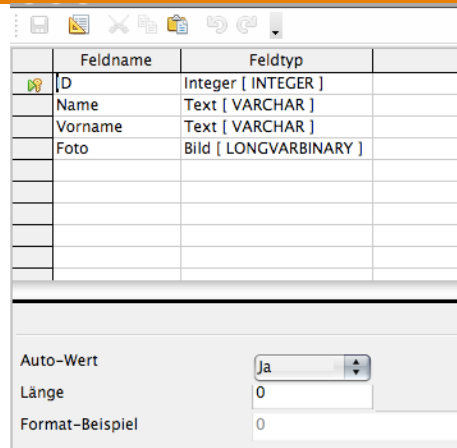 Feldname Feldtyp
ID Integer [ INTEGER ]
Name Text [ VARCHAR ]
Vorname Text [ VARCHAR ]
Foto Bild [ LONGVARBINARY ]
Auto-Wert Ja
Länge 0
Format-Beispiel 0